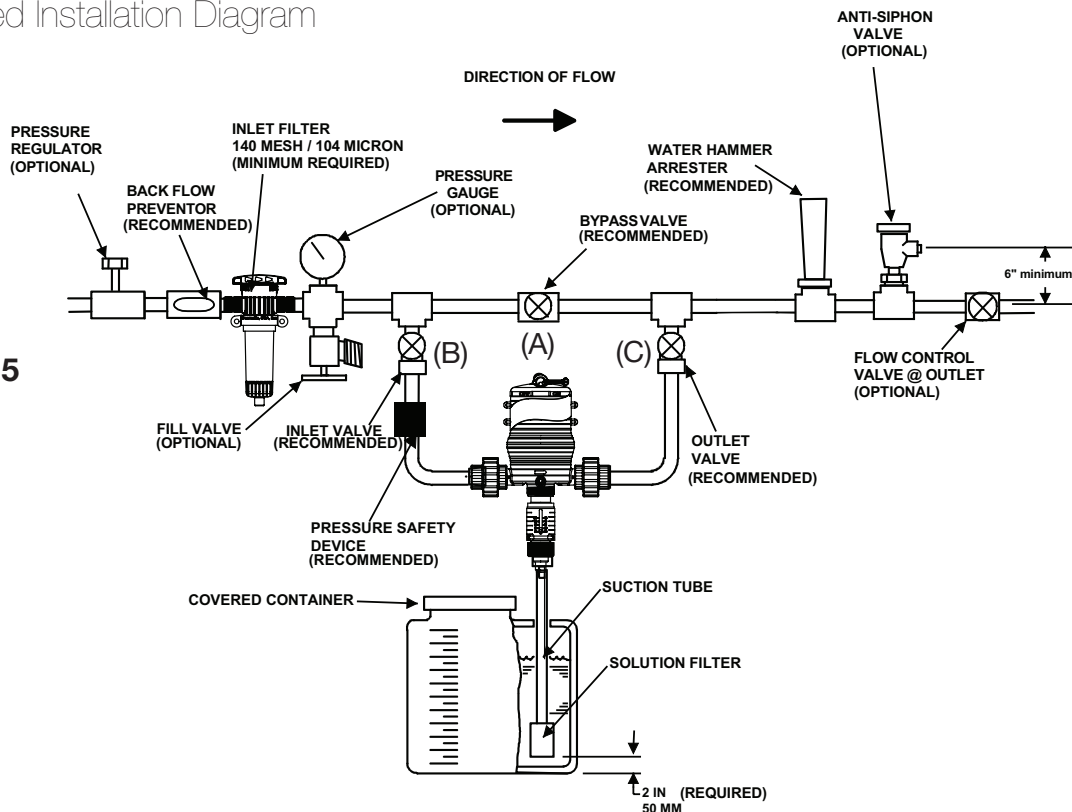 ed Installation Diagram
ANTI-SIPHON
VALVE
(OPTIONAL)
DIRECTION OF FLOW
PRESSURE
REGULATOR
(OPTIONAL)
INLET FILTER
140 MESH / 104 MICRON
(MINIMUM REQUIRED)
BACK FLOW
PREVENTOR
(RECOMMENDED)
PRESSURE
GAUGE
(OPTIONAL)
WATER HAMMER
ARRESTER
(RECOMMENDED)
BYPASS VALVE
(RECOMMENDED)
6" minimum
(B)
(A)
(C)
5
FLOW CONTROL
VALVE @ OUTLET
(OPTIONAL)
FILL VALVE
(OPTIONAL)
INLET VALVE
(RECOMMENDED)
OUTLET
VALVE
(RECOMMENDED)
PRESSURE SAFETY
DEVICE
(RECOMMENDED)
COVERED CONTAINER
SUCTION TUBE
SOLUTION FILTER
2 IN (REQUIRED)
50 MM